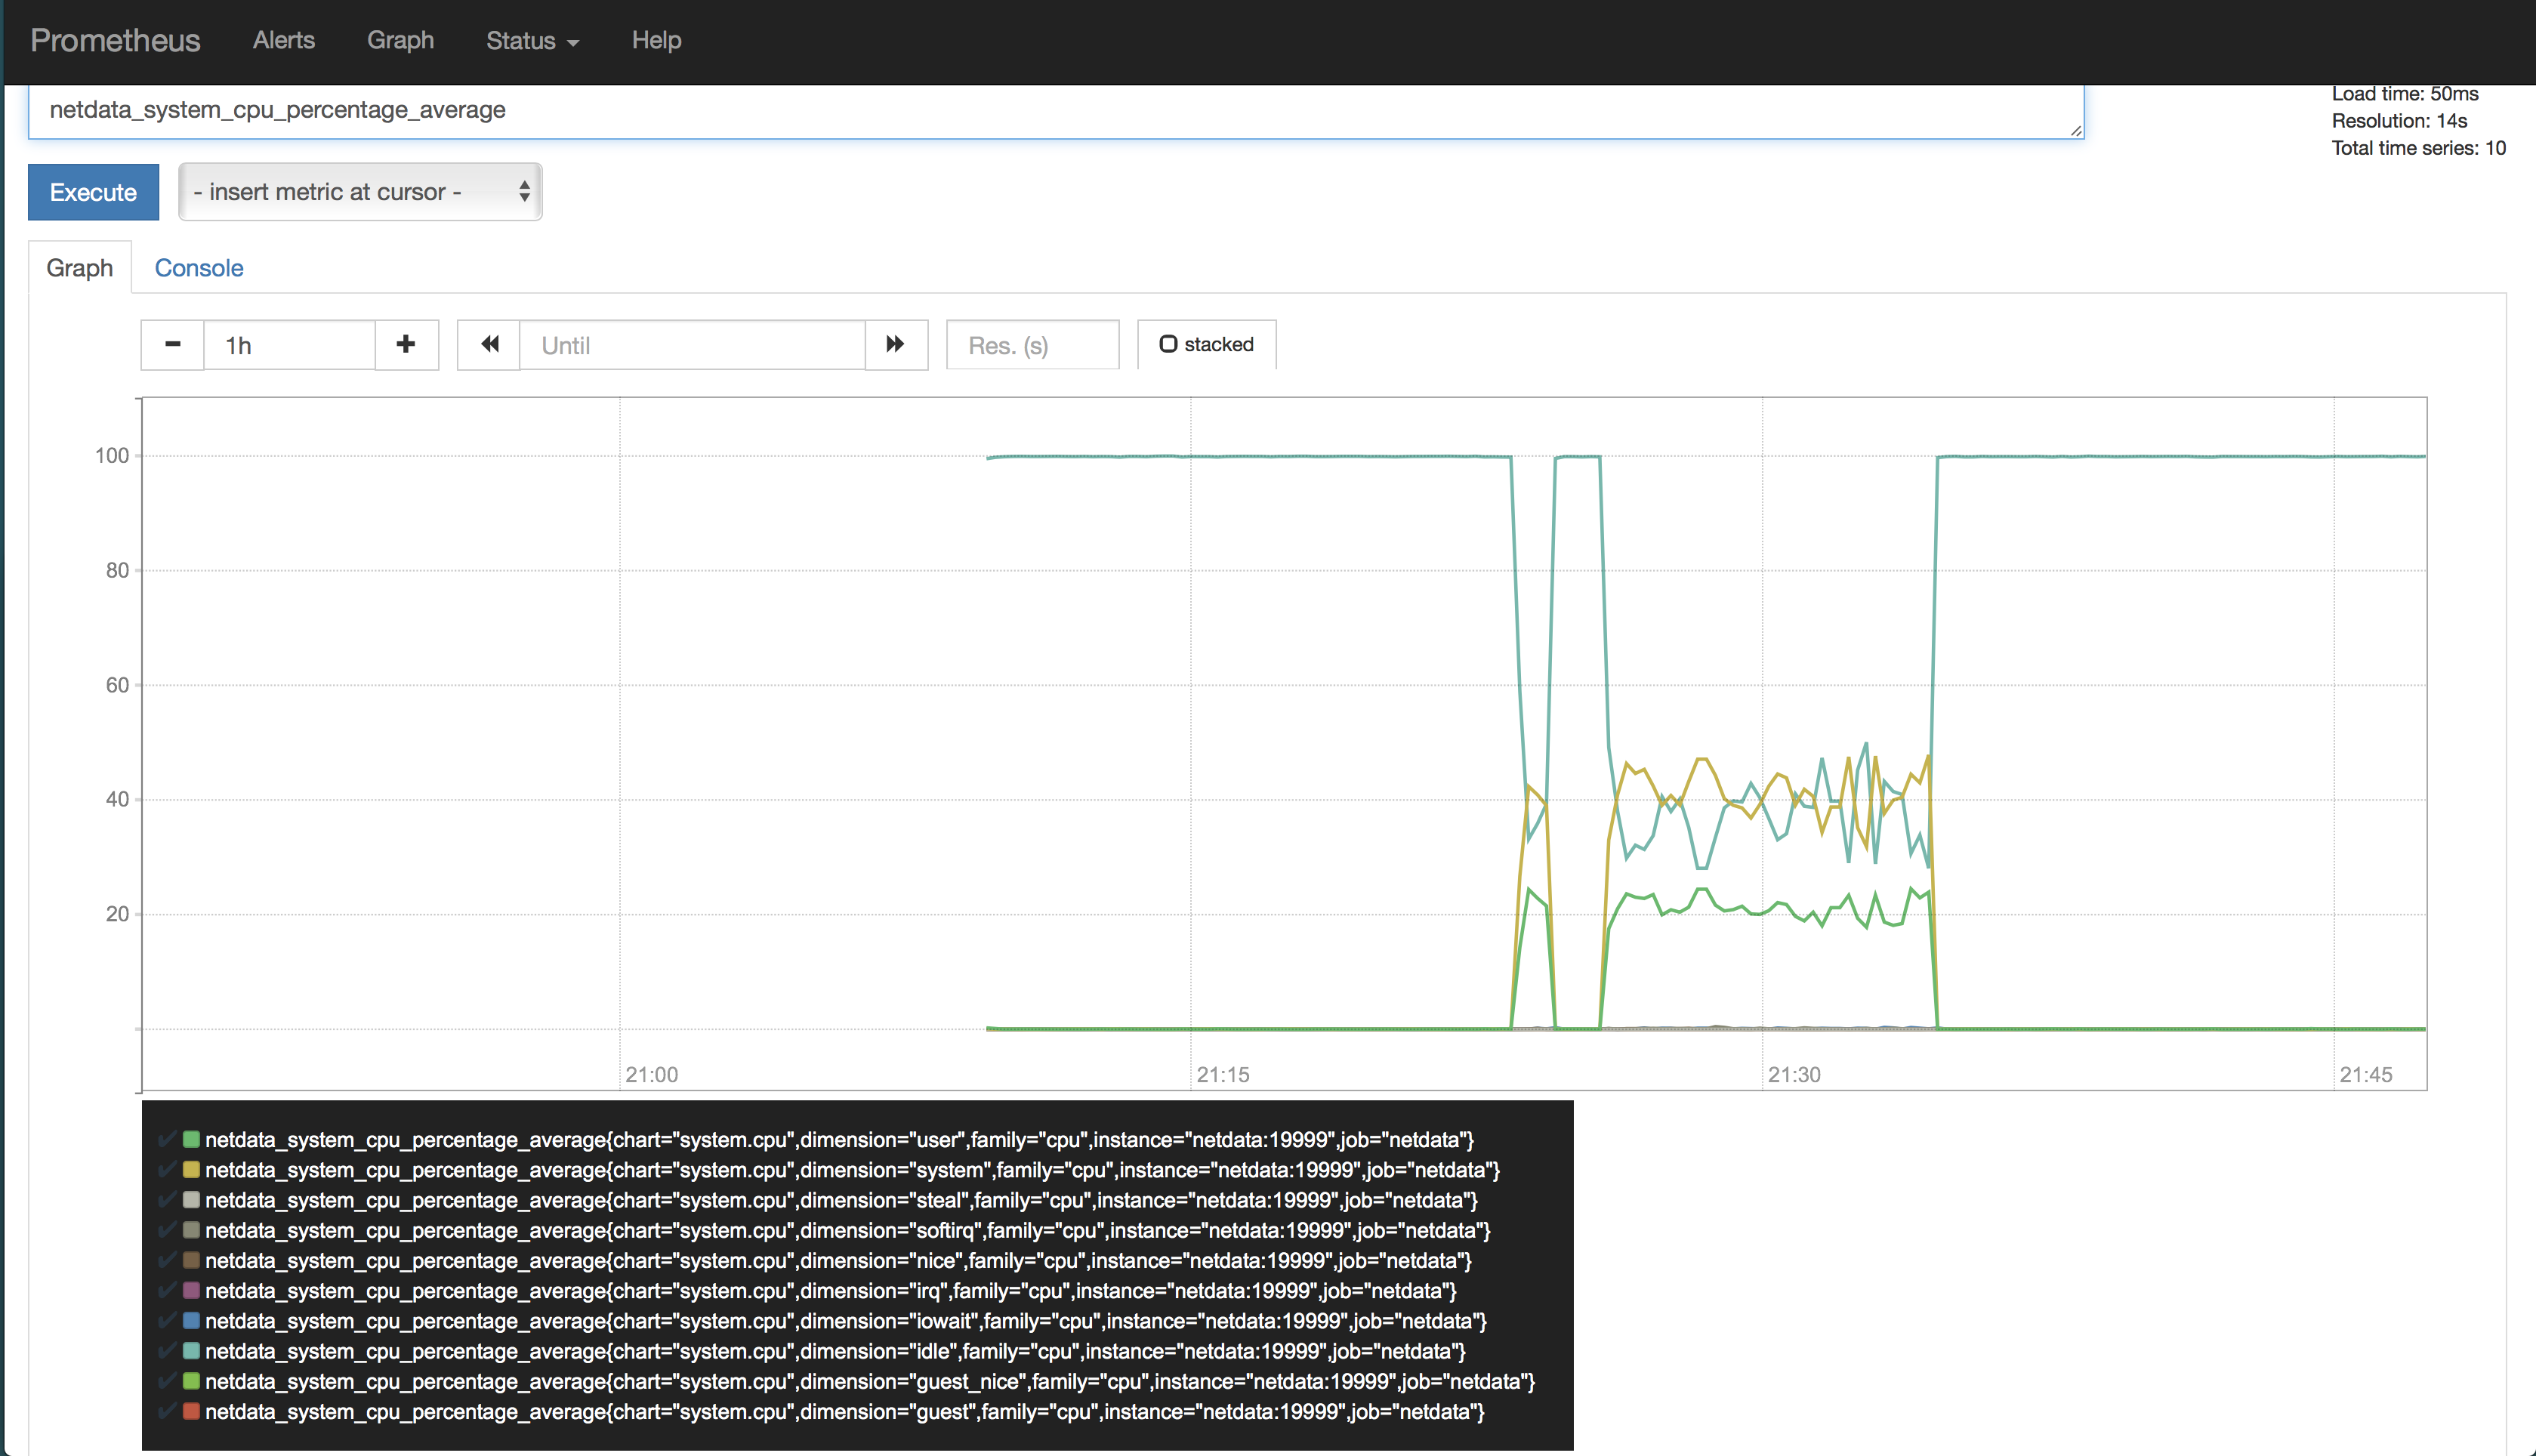 Prometheus Alerts Graph Status Help
netdata_system_cpu_percentage_average
Load time: 50ms
Resolution: 14s
Total time series: 10
Execute - insert metric at cursor -
Graph Console
1h Until Res. (s) stacked
100
80
60
40
20
21:00 21:15 21:30 21:45
netdata_system_cpu_percentage_average{chart="system.cpu",dimension="user",family="cpu",instance="netdata:19999",job="netdata"}
netdata_system_cpu_percentage_average{chart="system.cpu",dimension="system",family="cpu",instance="netdata:19999",job="netdata"}
netdata_system_cpu_percentage_average{chart="system.cpu",dimension="steal",family="cpu",instance="netdata:19999",job="netdata"}
netdata_system_cpu_percentage_average{chart="system.cpu",dimension="softirq",family="cpu",instance="netdata:19999",job="netdata"}
netdata_system_cpu_percentage_average{chart="system.cpu",dimension="nice",family="cpu",instance="netdata:19999",job="netdata"}
netdata_system_cpu_percentage_average{chart="system.cpu",dimension="irq",family="cpu",instance="netdata:19999",job="netdata"}
netdata_system_cpu_percentage_average{chart="system.cpu",dimension="iowait",family="cpu",instance="netdata:19999",job="netdata"}
netdata_system_cpu_percentage_average{chart="system.cpu",dimension="idle",family="cpu",instance="netdata:19999",job="netdata"}
netdata_system_cpu_percentage_average{chart="system.cpu",dimension="guest_nice",family="cpu",instance="netdata:19999",job="netdata"}
netdata_system_cpu_percentage_average{chart="system.cpu",dimension="guest",family="cpu",instance="netdata:19999",job="netdata"}